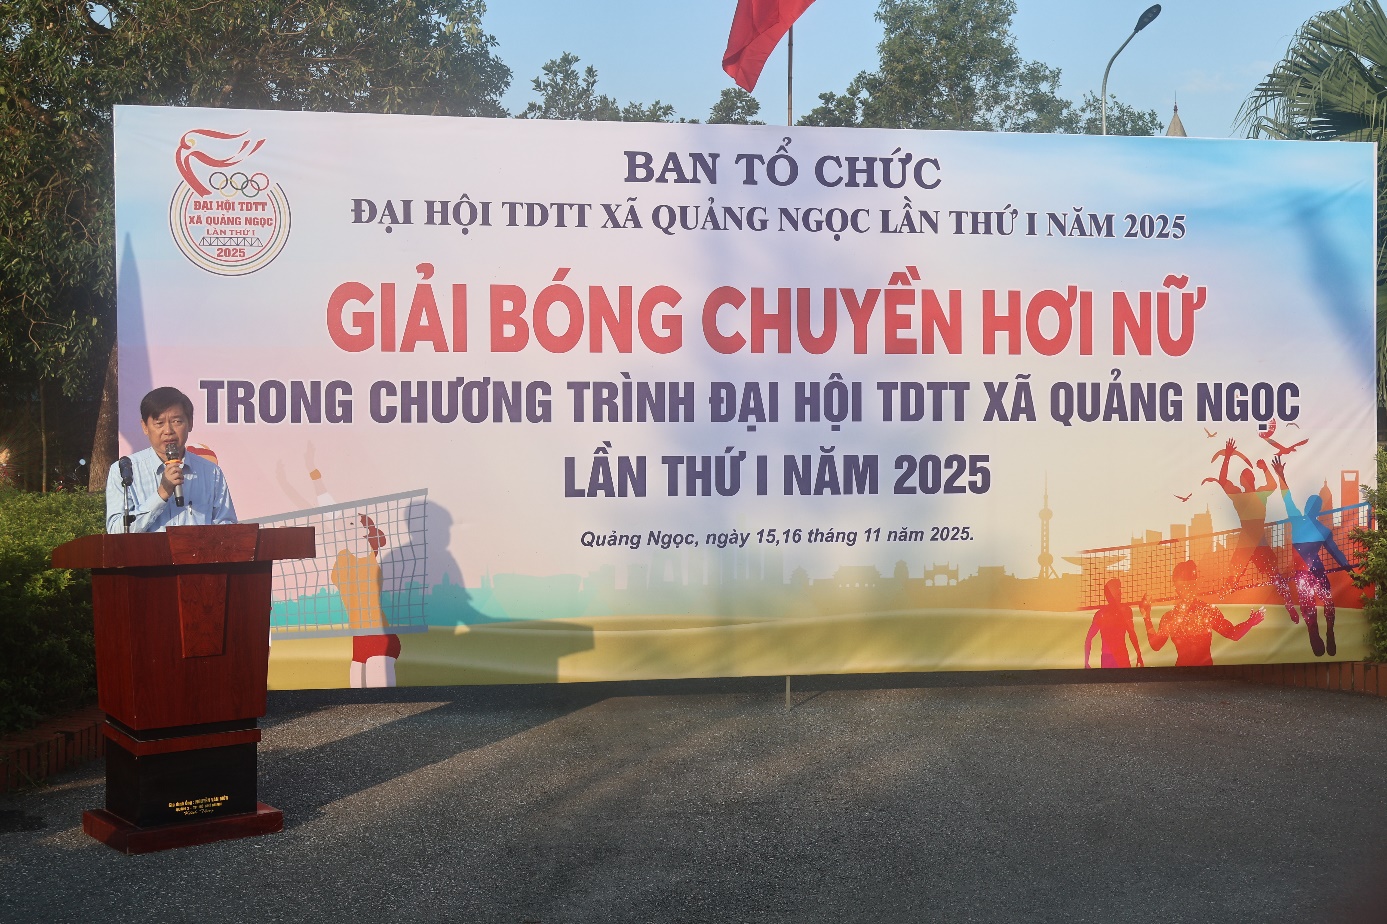 BAN TỔ CHỨC
ĐẠI HỘI TDTT XÃ QUẢNG NGỌC LẦN THỨ I NĂM 2025
ĐẠI HỘI TDTT
XÃ QUẢNG NGỌC
LẦN THỨ I
2025
GIẢI BÓNG CHUYỀN HƠI NỮ
TRONG CHƯƠNG TRÌNH ĐẠI HỘI TDTT XÃ QUẢNG NGỌC
LẦN THỨ I NĂM 2025
Quảng Ngọc, ngày 15,16 tháng 11 năm 2025.